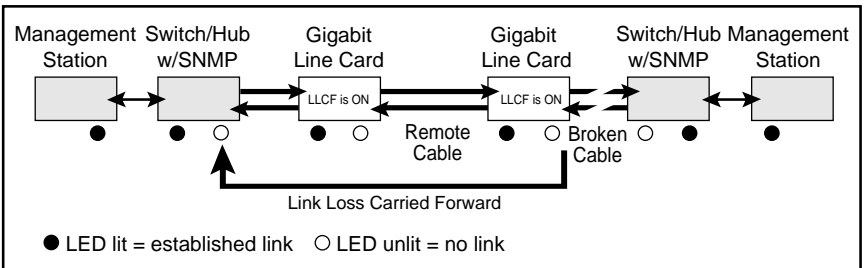 Management Station
Switch/Hub w/SNMP
Gigabit Line Card
Gigabit Line Card
Switch/Hub w/SNMP
Management Station
LLCF is ON
LLCF is ON
Remote Cable
Broken Cable
Link Loss Carried Forward
LED lit = established link
LED unlit = no link